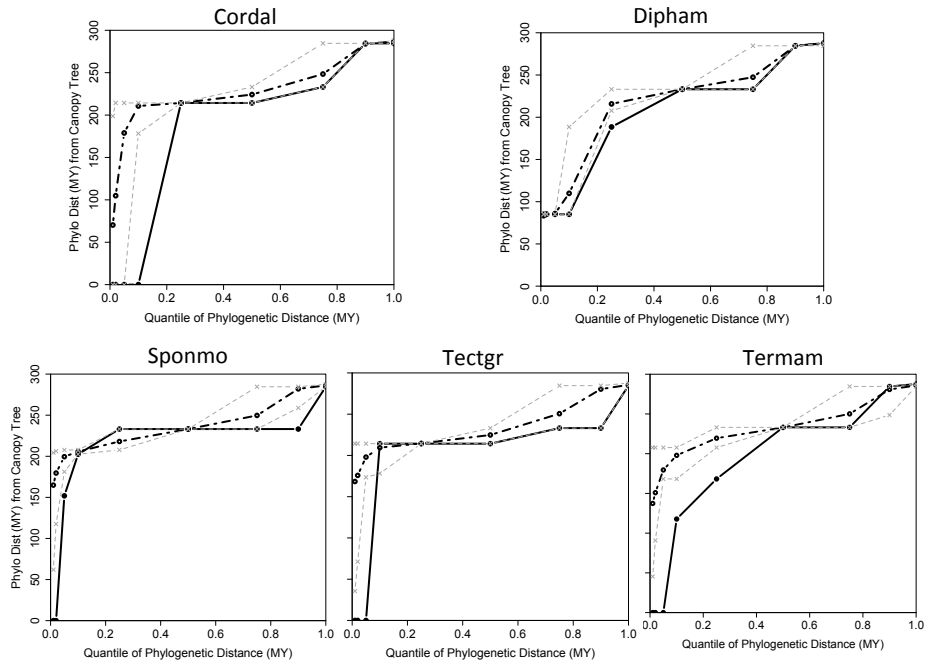 Cordal
Dipham
Phylo Dist (MY) from Canopy Tree
300
250
200
150
100
50
0
0.0 0.2 0.4 0.6 0.8 1.0
Quantile of Phylogenetic Distance (MY)
Phylo Dist (MY) from Canopy Tree
300
250
200
150
100
50
0
0.0 0.2 0.4 0.6 0.8 1.0
Quantile of Phylogenetic Distance (MY)
Sponmo
Tectgr
Termam
Phylo Dist (MY) from Canopy Tree
300
250
200
150
100
50
0
0.0 0.2 0.4 0.6 0.8 1.0
Quantile of Phylogenetic Distance (MY)
0.0 0.2 0.4 0.6 0.8 1.0
Quantile of Phylogenetic Distance (MY)
0.0 0.2 0.4 0.6 0.8 1.0
Quantile of Phylogenetic Distance (MY)